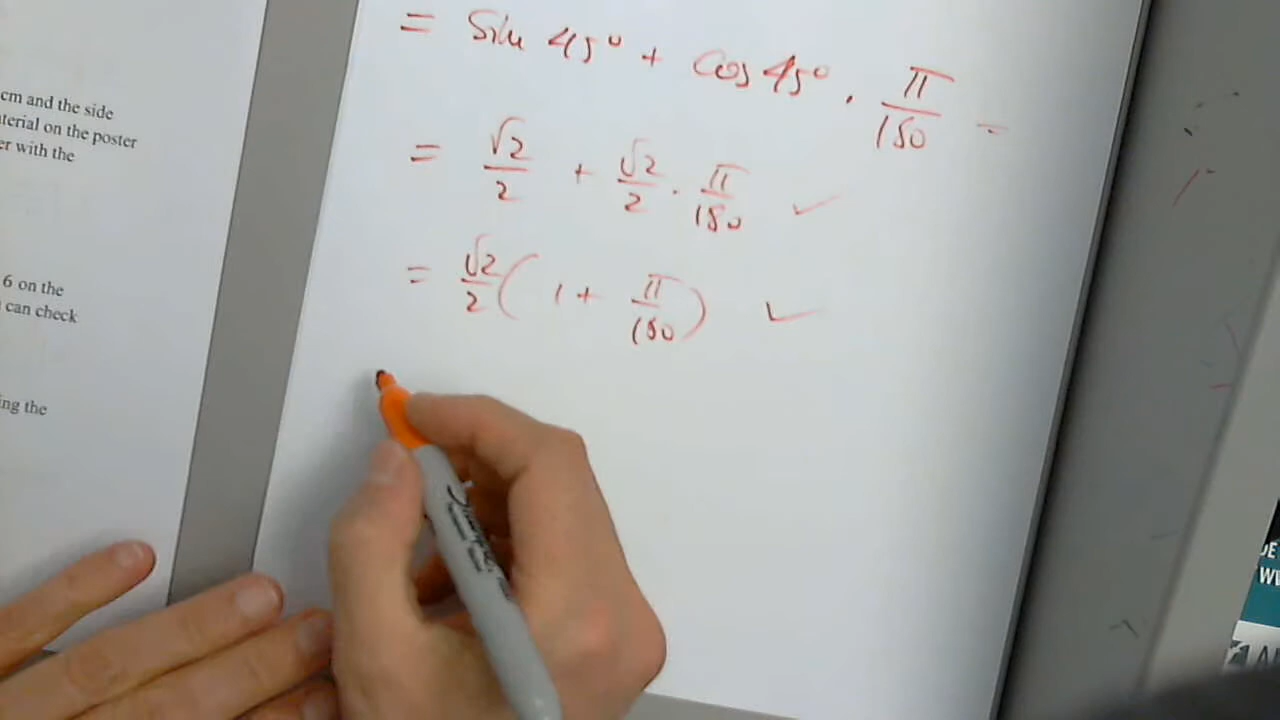 cm and the side
terial on the poster
er with the
6 on the
can check
ing the
= Sin 45° + Cos 45° . π/180 =
= √2/2 + √2/2 . π/180 ✓
= √2/2 ( 1 + π/180 ) ✓